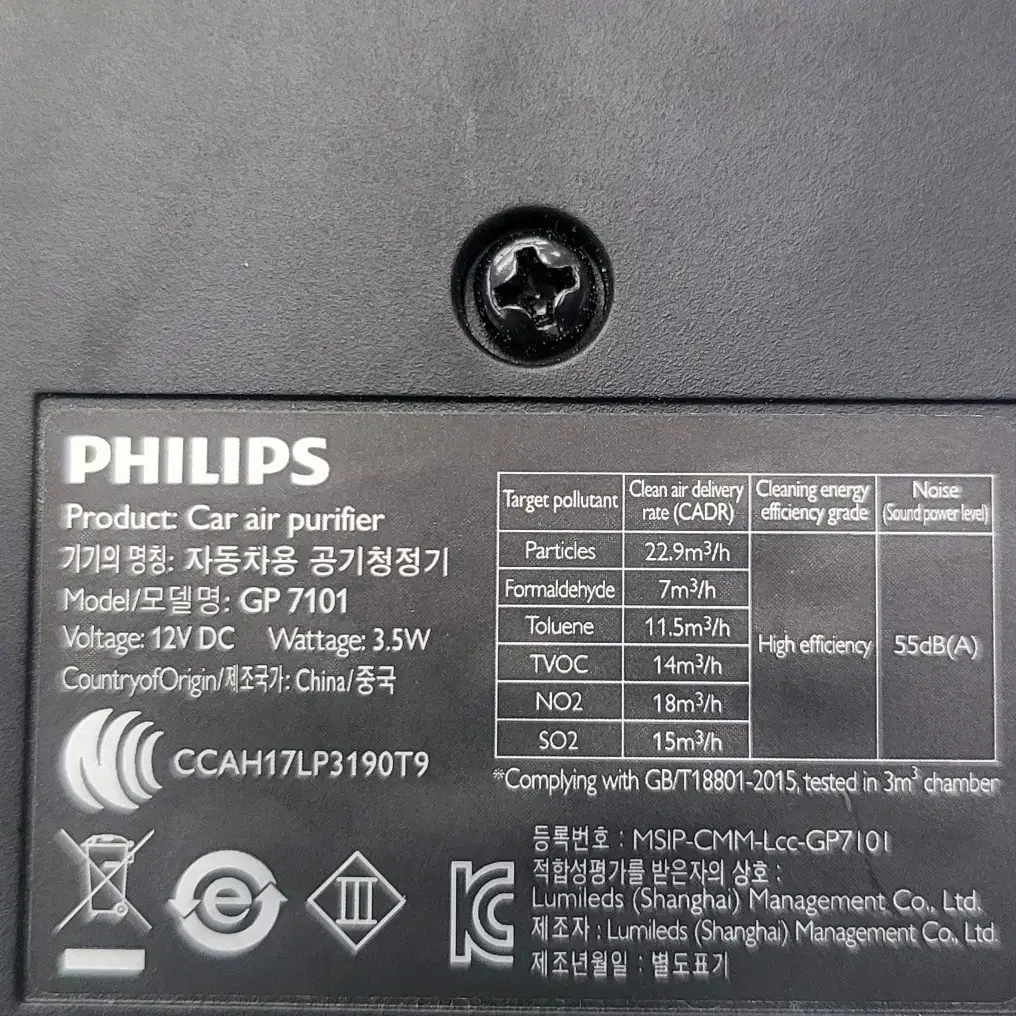 PHILIPS
Product: Car air purifier
기기의 명칭: 자동차용 공기청정기
Model/모델명: GP 7101
Voltage: 12V DC Wattage: 3.5W
CountryofOrigin/제조국가: China/중국
CCAH17LP3190T9
Target pollutant Clean air delivery rate (CADR) Cleaning energy efficiency grade Noise (Sound power level)
Particles 22.9m³/h
Formaldehyde 7m³/h
Toluene 11.5m³/h
High efficiency 55dB(A)
TVOC 14m³/h
NO2 18m³/h
SO2 15m³/h
*Complying with GB/T18801-2015, tested in 3m³ chamber
등록번호 : MSIP-CMM-Lcc-GP7101
적합성평가를 받은자의 상호 :
Lumileds (Shanghai) Management Co., Ltd.
제조자 : Lumileds (Shanghai) Management Co., Ltd.
제조년월일 : 별도표기